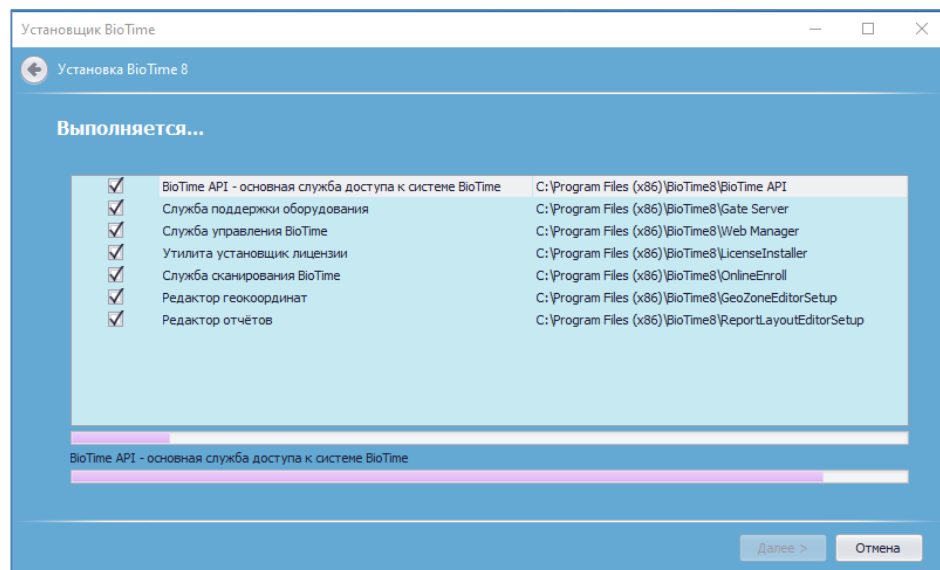 Установщик BioTime
Установка BioTime 8
Выполняется...
BioTime API - основная служба доступа к системе BioTime C:\Program Files (x86)\BioTime8\BioTime API
Служба поддержки оборудования C:\Program Files (x86)\BioTime8\Gate Server
Служба управления BioTime C:\Program Files (x86)\BioTime8\Web Manager
Утилита установщик лицензии C:\Program Files (x86)\BioTime8\LicenseInstaller
Служба сканирования BioTime C:\Program Files (x86)\BioTime8\OnlineEnroll
Редактор геокоординат C:\Program Files (x86)\BioTime8\GeoZoneEditorSetup
Редактор отчётов C:\Program Files (x86)\BioTime8\ReportLayoutEditorSetup
BioTime API - основная служба доступа к системе BioTime
Далее > Отмена